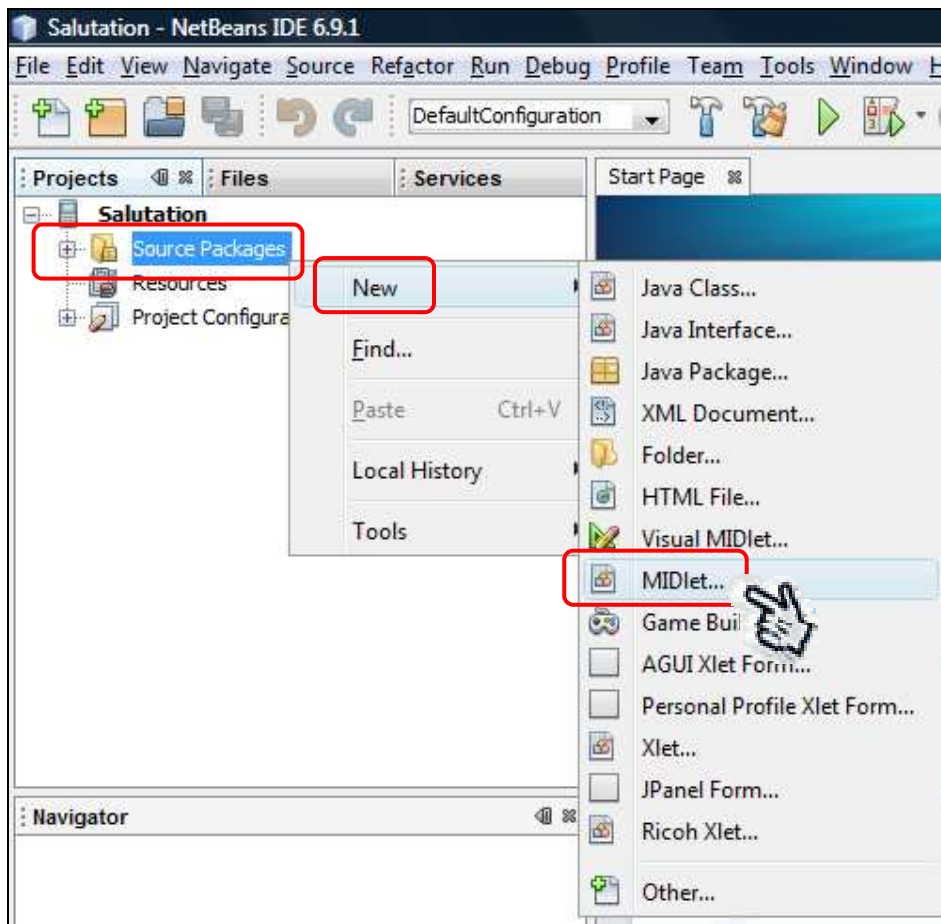 Salutation - NetBeans IDE 6.9.1
File Edit View Navigate Source Refactor Run Debug Profile Team Tools Window H
DefaultConfiguration
Projects Files Services Start Page
Salutation
Source Packages
Resources
Project Configura
New
Find...
Paste Ctrl+V
Local History
Tools
Java Class...
Java Interface...
Java Package...
XML Document...
Folder...
HTML File...
Visual MIDlet...
MIDlet...
Game Bui
AGUI Xlet Form...
Personal Profile Xlet Form...
Xlet...
JPanel Form...
Ricoh Xlet...
Other...
Navigator